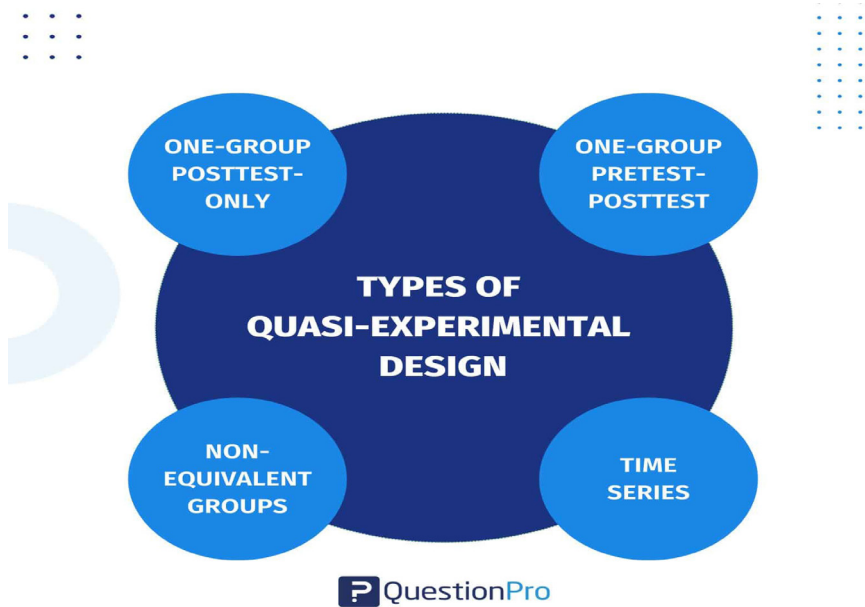 ONE-GROUP
POSTTEST-
ONLY
ONE-GROUP
PRETEST-
POSTTEST
TYPES OF
QUASI-EXPERIMENTAL
DESIGN
NON-
EQUIVALENT
GROUPS
TIME
SERIES
QuestionPro